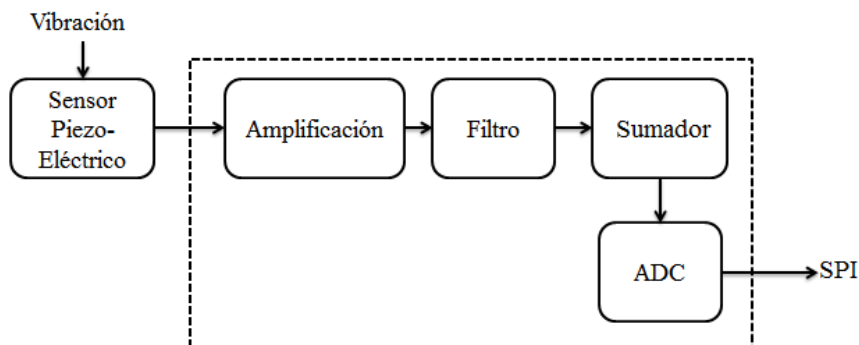 Vibración
Sensor
Piezo-
Eléctrico
Amplificación
Filtro
Sumador
ADC
SPI